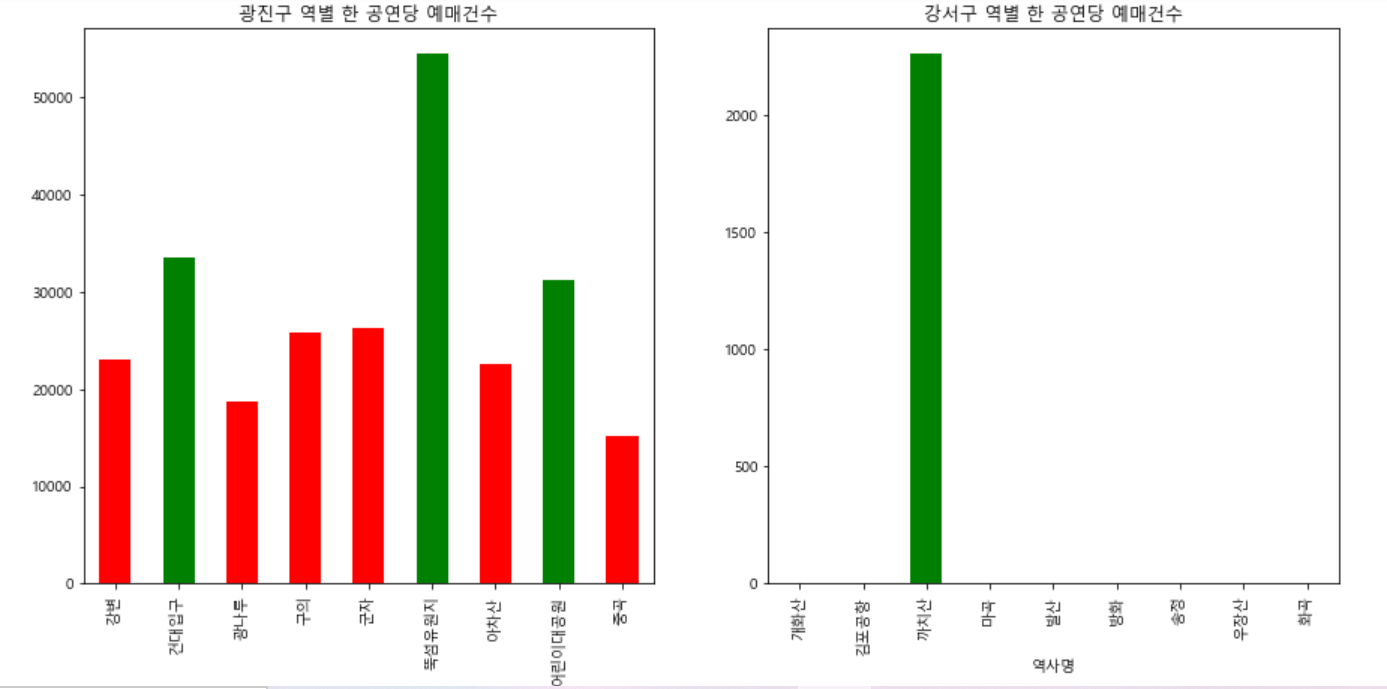 광진구 역별 한 공연당 예매건수
50000
40000
30000
20000
10000
0
강변
건대입구
광나루
구의
군자
뚝섬유원지
아차산
어린이대공원
중곡
강서구 역별 한 공연당 예매건수
2000
1500
1000
500
0
개화산
김포공항
까치산
마곡
발산
방화
송정
우장산
화곡
역사명